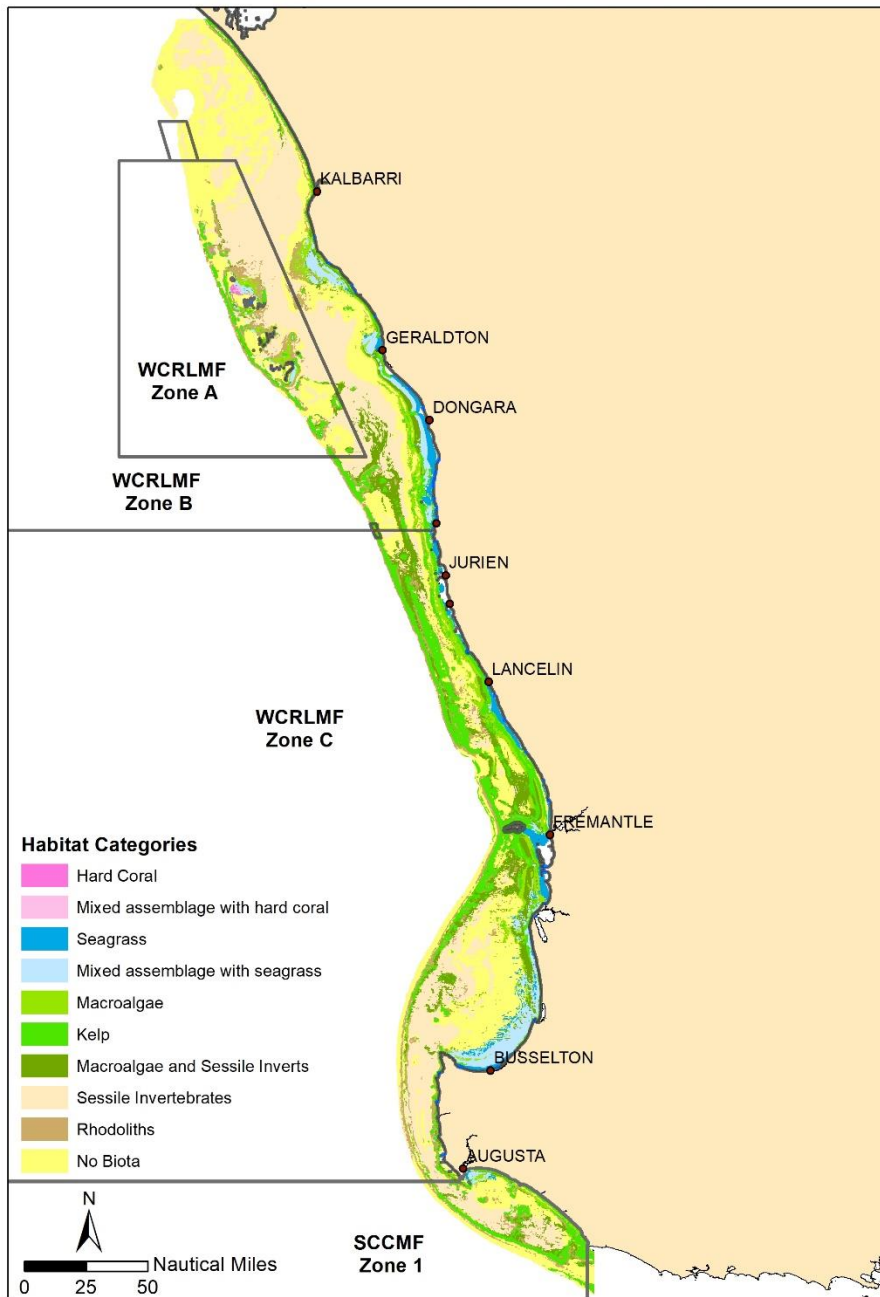 KALBARRI
GERALDTON
WCRLMF
Zone A
DONGARA
WCRLMF
Zone B
JURIEN
LANCELIN
WCRLMF
Zone C
FREMANTLE
Habitat Categories
Hard Coral
Mixed assemblage with hard coral
Seagrass
Mixed assemblage with seagrass
Macroalgae
Kelp
Macroalgae and Sessile Inverts
Sessile Invertebrates
Rhodoliths
No Biota
BUSSELTON
AUGUSTA
N
SCCMF
Zone 1
Nautical Miles
0 25 50